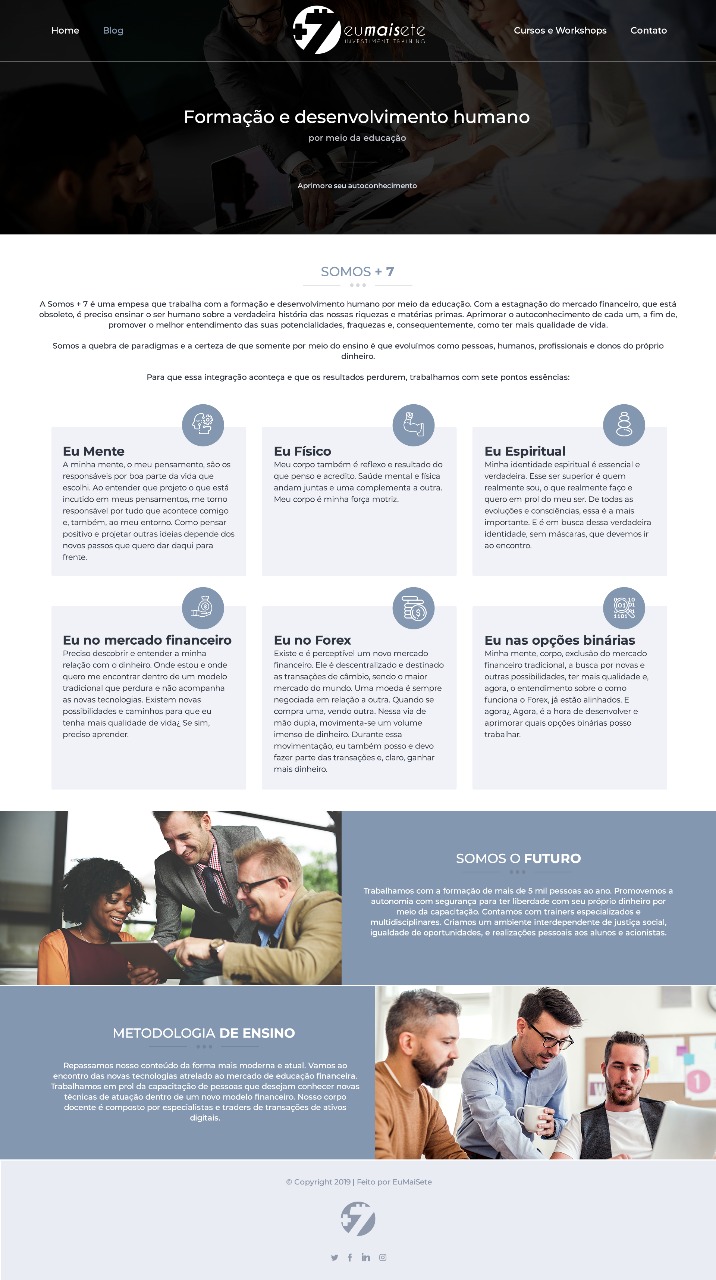 Home
Blog
eumaisete
INVESTIMENT TRAINING
Cursos e Workshops
Contato
Formação e desenvolvimento humano
por meio da educação
Aprimore seu autoconhecimento
SOMOS + 7
A Somos + 7 é uma empesa que trabalha com a formação e desenvolvimento humano por meio da educação. Com a estagnação do mercado financeiro, que está
obsoleto, é preciso ensinar o ser humano sobre a verdadeira história das nossas riquezas e matérias primas. Aprimorar o autoconhecimento de cada um, a fim de,
promover o melhor entendimento das suas potencialidades, fraquezas e, consequentemente, como ter mais qualidade de vida.
Somos a quebra de paradigmas e a certeza de que somente por meio do ensino é que evoluímos como pessoas, humanos, profissionais e donos do próprio
dinheiro.
Para que essa integração aconteça e que os resultados perdurem, trabalhamos com sete pontos essências:
Eu Mente
A minha mente, o meu pensamento, são os
responsáveis por boa parte da vida que
escolhi. Ao entender que projeto o que está
incutido em meus pensamentos, me torno
responsável por tudo que acontece comigo
e, também, ao meu entorno. Como pensar
positivo e projetar outras ideias depende dos
novos passos que quero dar daqui para
frente.
Eu Físico
Meu corpo também é reflexo e resultado do
que penso e acredito. Saúde mental e física
andam juntas e uma complementa a outra.
Meu corpo é minha força motriz.
Eu Espiritual
Minha identidade espiritual é essencial e
verdadeira. Esse ser superior é quem
realmente sou, o que realmente faço e
quero em prol do meu ser. De todas as
evoluções e consciências, essa é a mais
importante. E é em busca dessa verdadeira
identidade, sem máscaras, que devemos ir
ao encontro.
Eu no mercado financeiro
Preciso descobrir e entender a minha
relação com o dinheiro. Onde estou e onde
quero me encontrar dentro de um modelo
tradicional que perdura e não acompanha
as novas tecnologias. Existem novas
possibilidades e caminhos para que eu
tenha mais qualidade de vida¿ Se sim,
preciso aprender.
Eu no Forex
Existe e é perceptível um novo mercado
financeiro. Ele é descentralizado e destinado
as transações de câmbio, sendo o maior
mercado do mundo. Uma moeda é sempre
negociada em relação a outra. Quando se
compra uma, vendo outra. Nessa via de
mão dupla, movimenta-se um volume
imenso de dinheiro. Durante essa
movimentação, eu também posso e devo
fazer parte das transações e, claro, ganhar
mais dinheiro.
Eu nas opções binárias
Minha mente, corpo, exclusão do mercado
financeiro tradicional, a busca por novas e
outras possibilidades, ter mais qualidade e,
agora, o entendimento sobre o como
funciona o Forex, já estão alinhados. E
agora¿ Agora, é a hora de desenvolver e
aprimorar quais opções binárias posso
trabalhar.
SOMOS O FUTURO
Trabalhamos com a formação de mais de 5 mil pessoas ao ano. Promovemos a
autonomia com segurança para ter liberdade com seu próprio dinheiro por
meio da capacitação. Contamos com trainers especializados e
multidisciplinares. Criamos um ambiente interdependente de justiça social,
igualdade de oportunidades, e realizações pessoais aos alunos e acionistas.
METODOLOGIA DE ENSINO
Repassamos nosso conteúdo da forma mais moderna e atual. Vamos ao
encontro das novas tecnologias atrelado ao mercado de educação financeira.
Trabalhamos em prol da capacitação de pessoas que desejam conhecer novas
técnicas de atuação dentro de um novo modelo financeiro. Nosso corpo
docente é composto por especialistas e traders de transações de ativos
digitais.
© Copyright 2019 | Feito por EuMaiSete